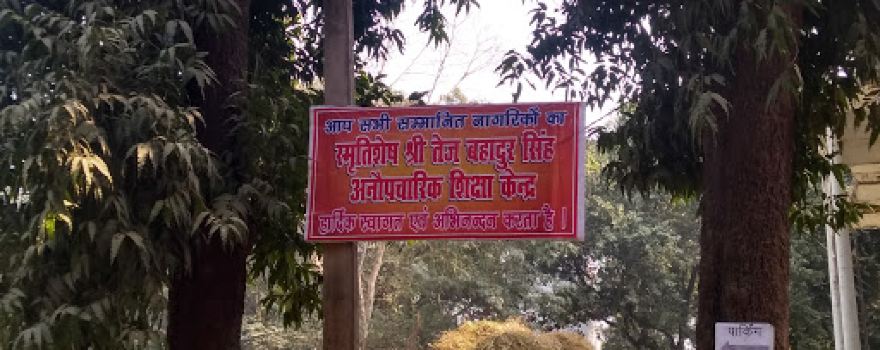 आप सभी सम्मानित नागरिकों का
स्मृतिशेष श्री तेज बहादुर सिंह
अनौपचारिक शिक्षा केन्द्र
हार्दिक स्वागत एवं अभिनन्दन करता है।
पार्किंग